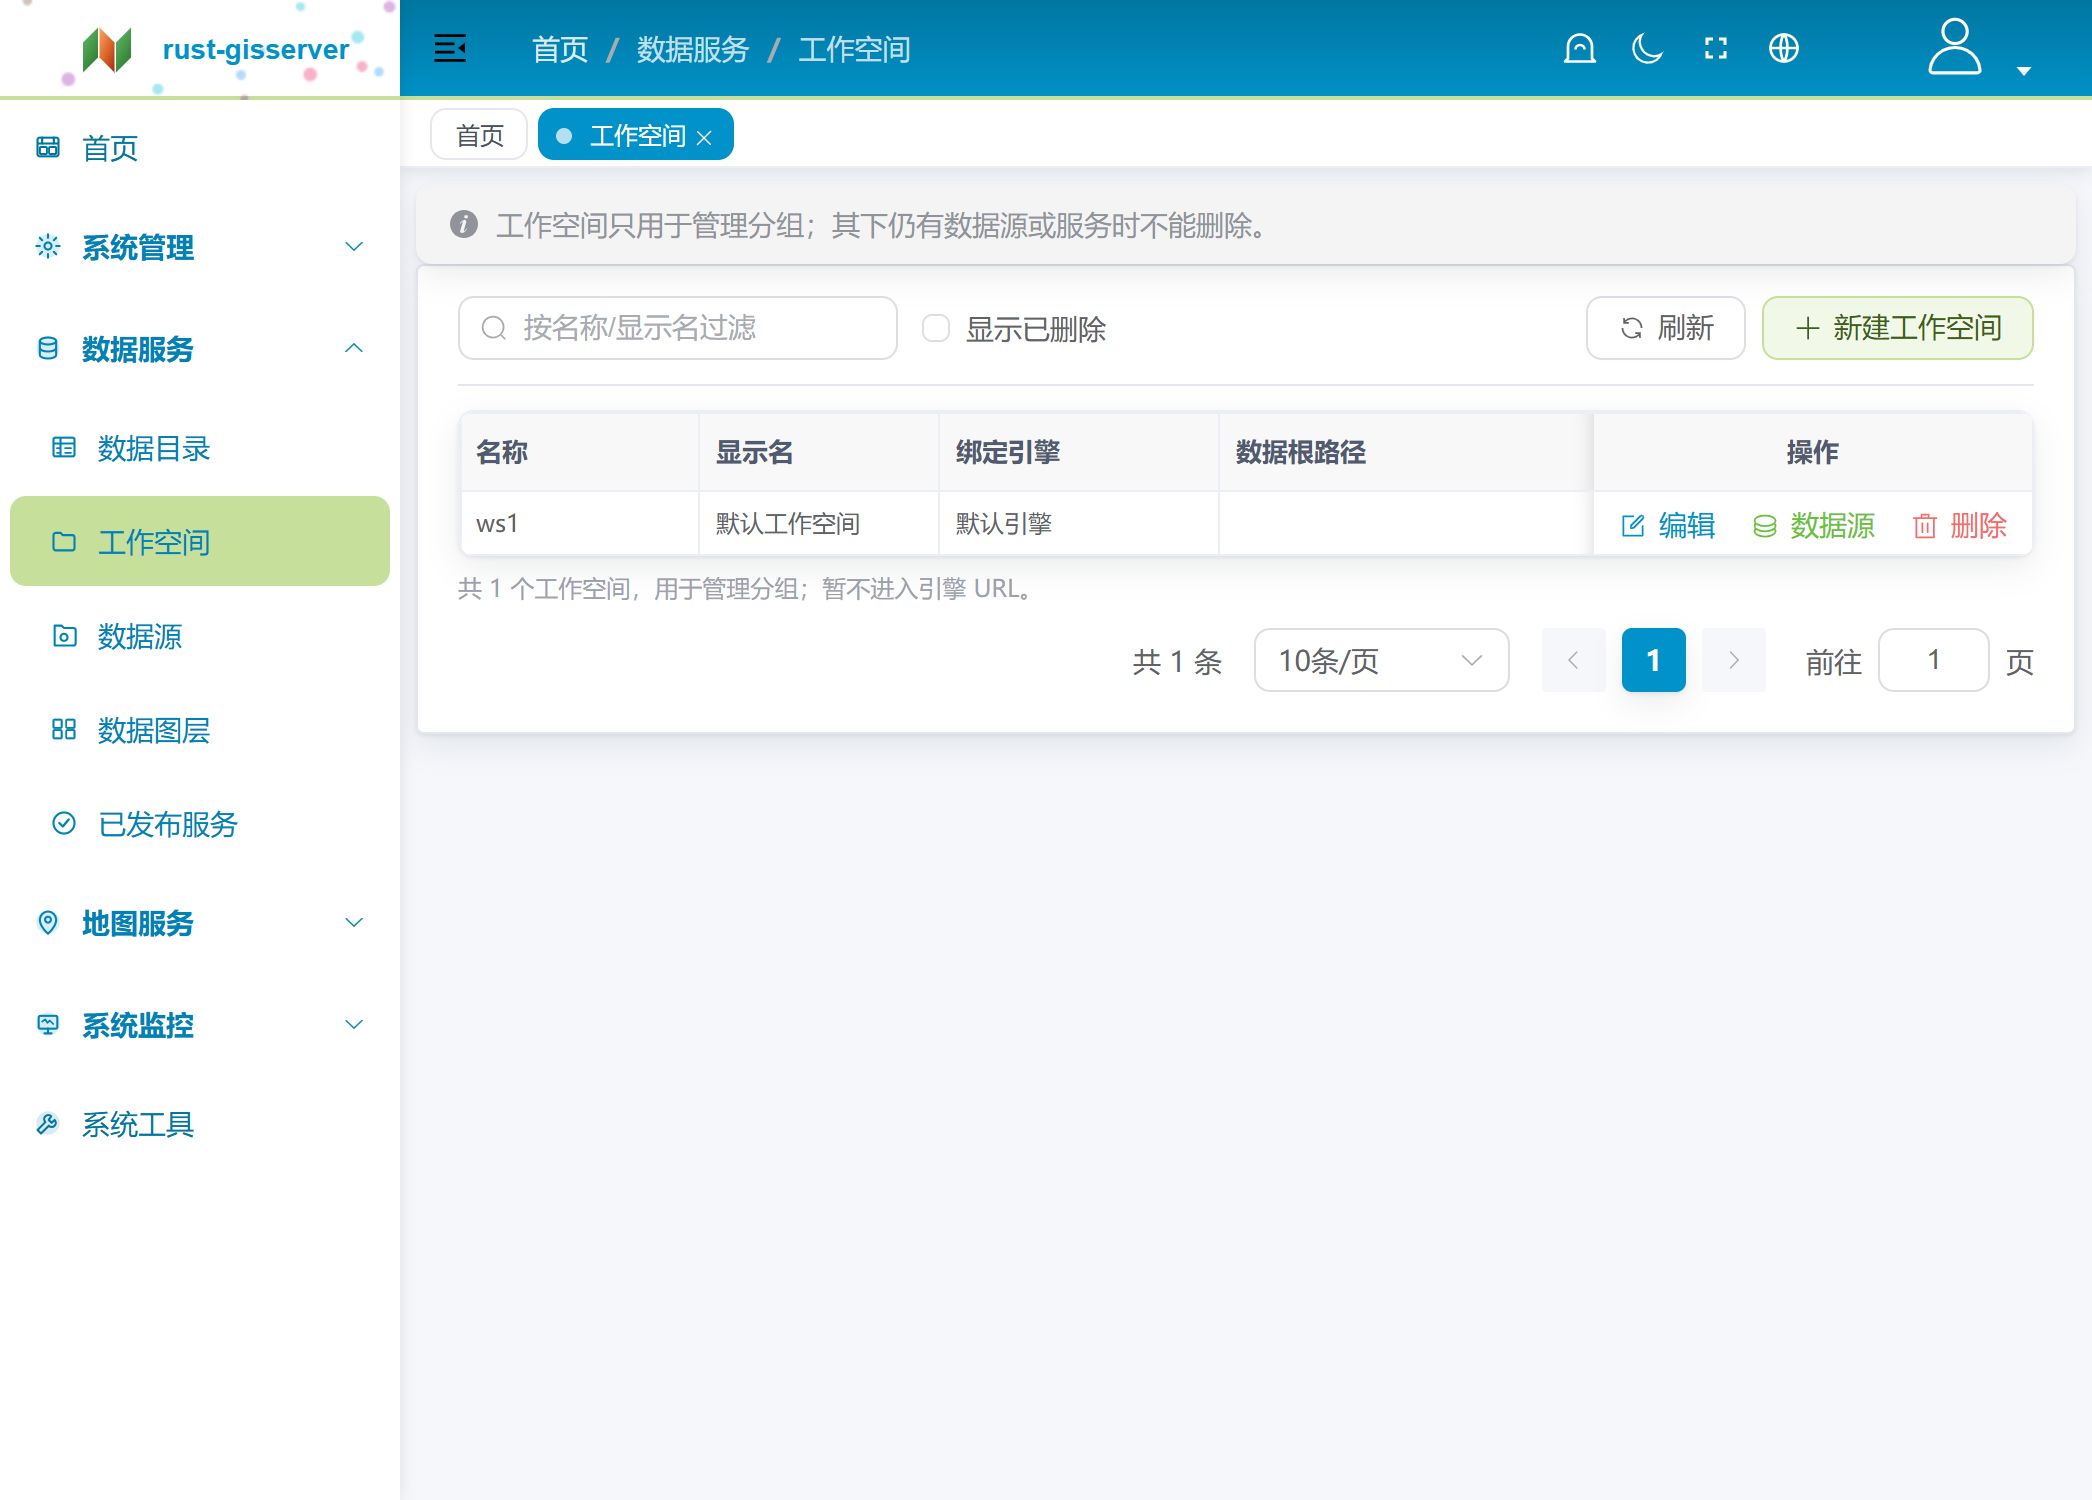 rust-gisserver
首页 / 数据服务 / 工作空间
首页
工作空间
首页
系统管理
数据服务
数据目录
工作空间
数据源
数据图层
已发布服务
地图服务
系统监控
系统工具
工作空间只用于管理分组；其下仍有数据源或服务时不能删除。
按名称/显示名过滤
显示已删除
刷新
新建工作空间
名称 显示名 绑定引擎 数据根路径 操作
ws1 默认工作空间 默认引擎 编辑 数据源 删除
共 1 个工作空间，用于管理分组；暂不进入引擎 URL。
共 1 条 10条/页 1 前往 1 页